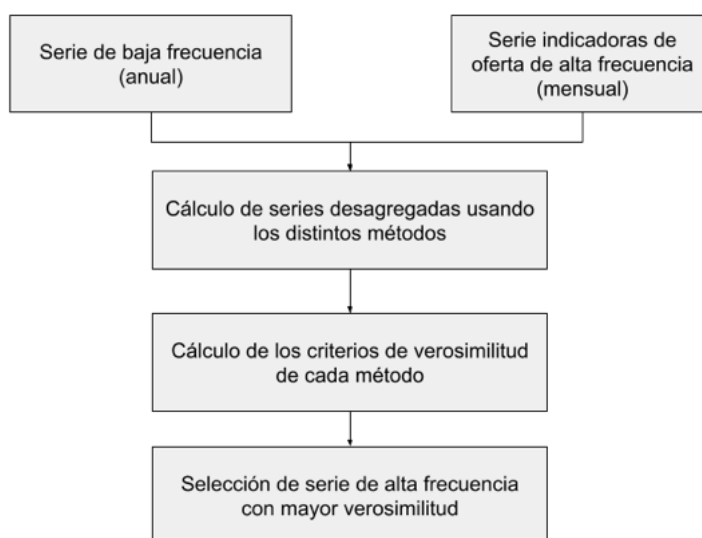 Serie de baja frecuencia
(anual)
Serie indicadoras de
oferta de alta frecuencia
(mensual)
Cálculo de series desagregadas usando
los distintos métodos
Cálculo de los criterios de verosimilitud
de cada método
Selección de serie de alta frecuencia
con mayor verosimilitud